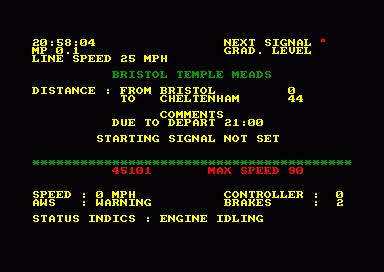 20:58:04 NEXT SIGNAL
MP 0.1 GRAD. LEVEL
LINE SPEED 25 MPH
BRISTOL TEMPLE MEADS
DISTANCE : FROM BRISTOL 0
TO CHELTENHAM 44
COMMENTS
DUE TO DEPART 21:00
STARTING SIGNAL NOT SET
****************************************
45101 MAX SPEED 90
SPEED : 0 MPH CONTROLLER : 0
AWS : WARNING BRAKES : 2
STATUS INDICS : ENGINE IDLING